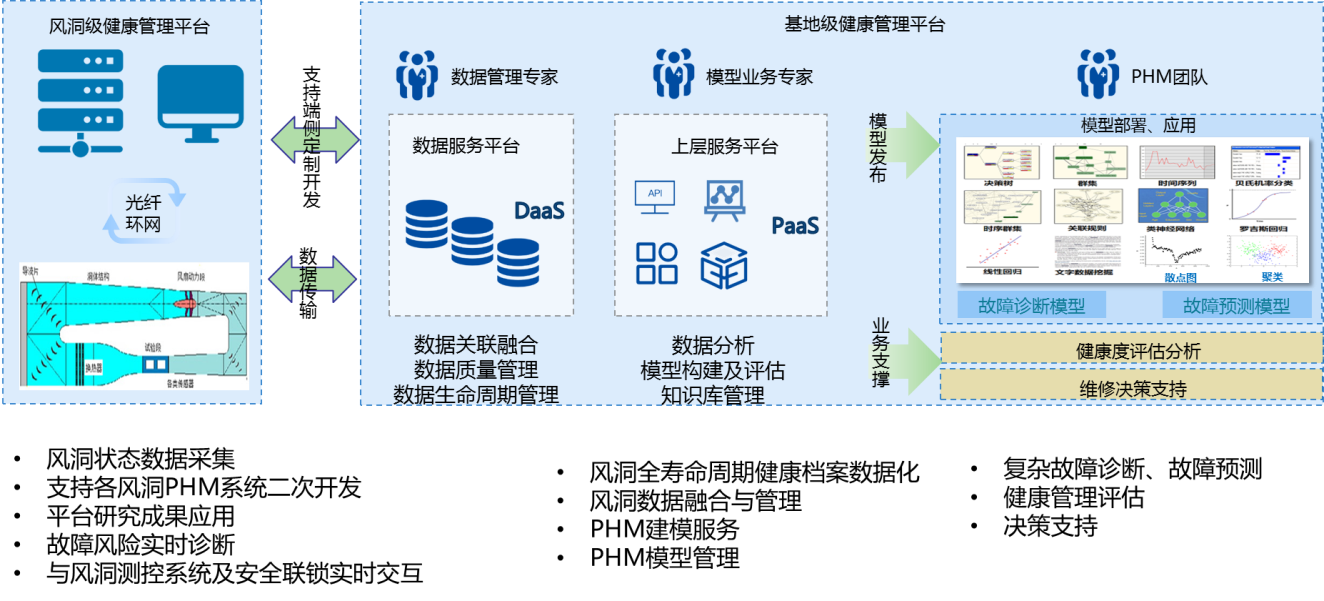 风洞级健康管理平台
光纤
环网
导流片
洞体结构
风扇动力段
试验段
换热器
各类传感器
支持端侧定制开发
数据传输
基地级健康管理平台
数据管理专家
模型业务专家
PHM团队
数据服务平台
DaaS
数据关联融合
数据质量管理
数据生命周期管理
上层服务平台
API
PaaS
数据分析
模型构建及评估
知识库管理
模型发布
业务支撑
模型部署、应用
决策树
群集
时间序列
贝氏机率分类
时序群集
关联规则
类神经网络
罗吉斯回归
线性回归
文字数据挖掘
散点图
聚类
故障诊断模型
故障预测模型
健康度评估分析
维修决策支持
• 风洞状态数据采集
• 支持各风洞PHM系统二次开发
• 平台研究成果应用
• 故障风险实时诊断
• 与风洞测控系统及安全联锁实时交互
• 风洞全寿命周期健康档案数据化
• 风洞数据融合与管理
• PHM建模服务
• PHM模型管理
• 复杂故障诊断、故障预测
• 健康管理评估
• 决策支持